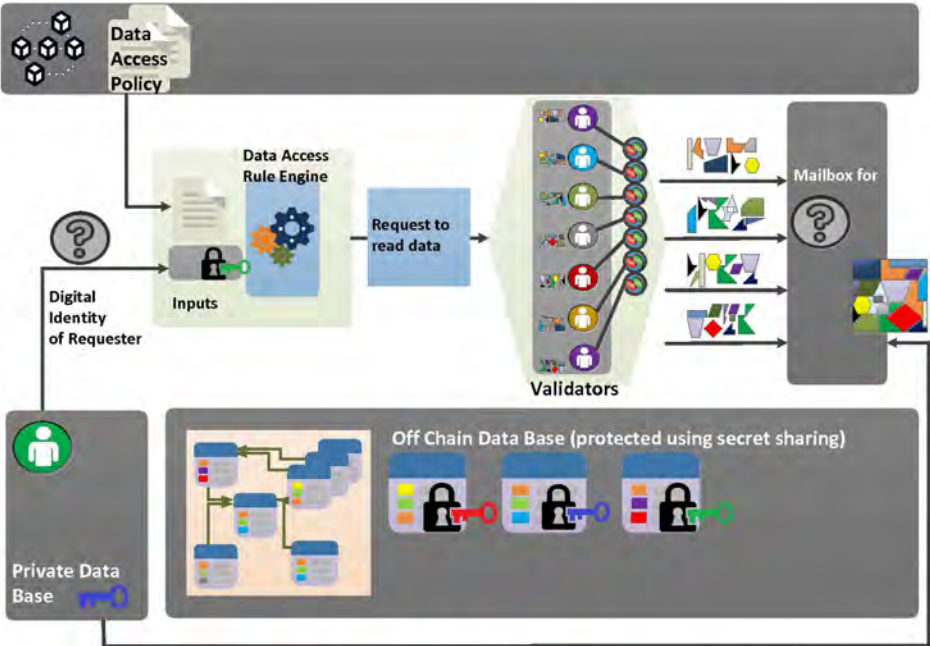 Data
Access
Policy
Data Access
Rule Engine
Request to
read data
Mailbox for
Inputs
Digital
Identity
of Requester
Validators
Off Chain Data Base (protected using secret sharing)
Private Data
Base